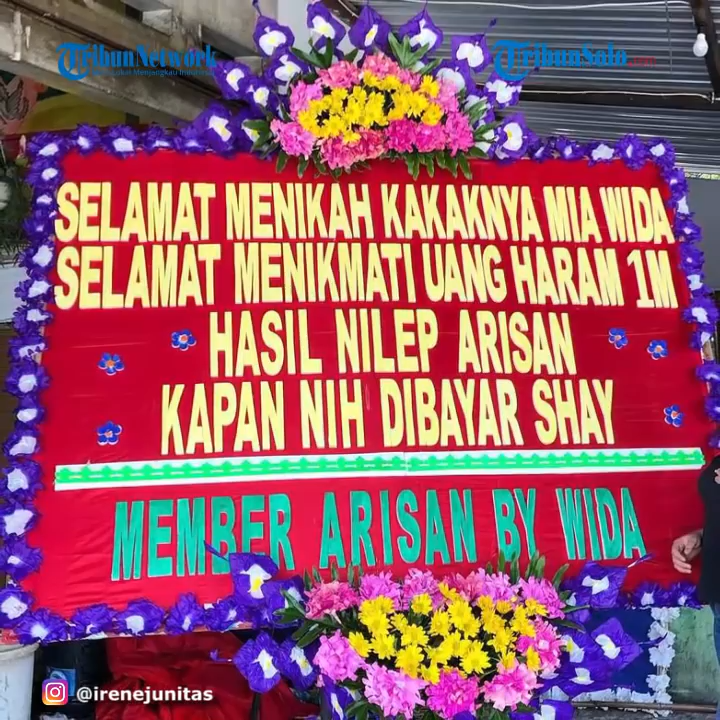 TribunNetwork
TribunSolo.com
SELAMAT MENIKAH KAKAKNYA MIA WIDA
SELAMAT MENIKMATI UANG HARAM 1M
HASIL NILEP ARISAN
KAPAN NIH DIBAYAR SHAY
MEMBER ARISAN BY WIDA
@irenejunitas